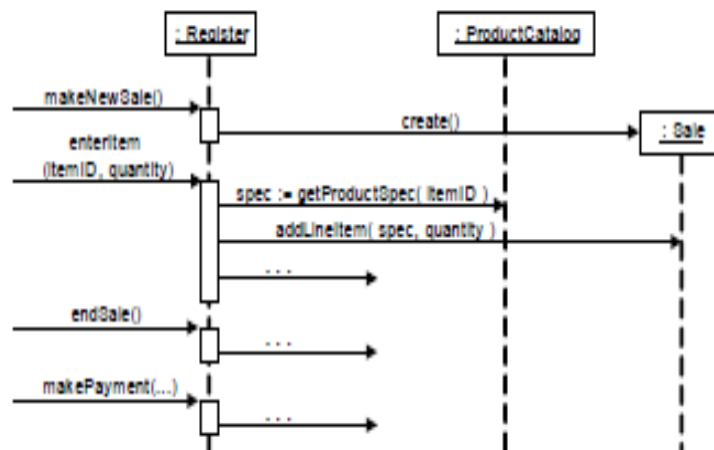 : Register
: ProductCatalog
makeNewSale()
create()
: Sale
enterItem
(itemID, quantity)
spec := getProductSpec( itemID )
addLineItem( spec, quantity )
. . .
endSale()
. . .
makePayment(...)
. . .